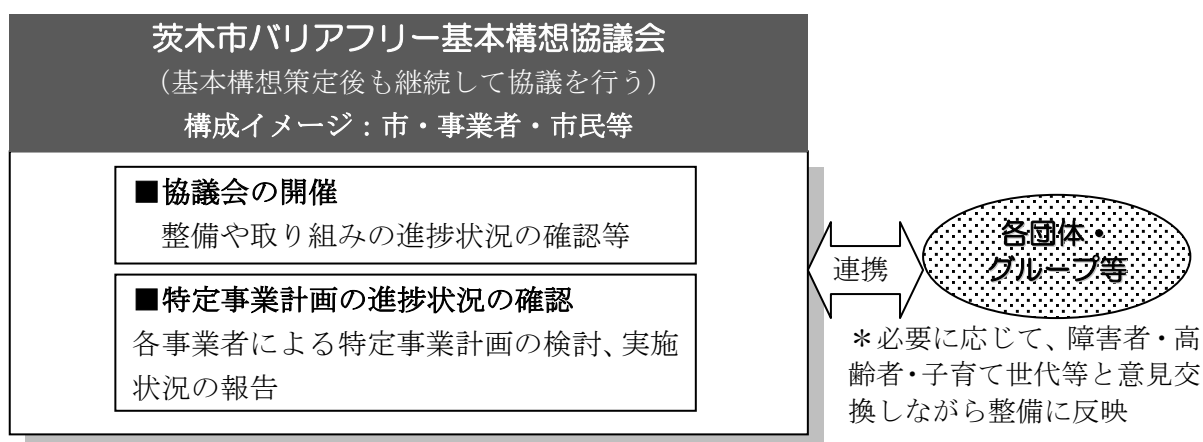 茨木市バリアフリー基本構想協議会
（基本構想策定後も継続して協議を行う）
構成イメージ：市・事業者・市民等
■協議会の開催
整備や取り組みの進捗状況の確認等
■特定事業計画の進捗状況の確認
各事業者による特定事業計画の検討、実施
状況の報告
連携
各団体・
グループ等
＊必要に応じて、障害者・高
齢者・子育て世代等と意見交
換しながら整備に反映